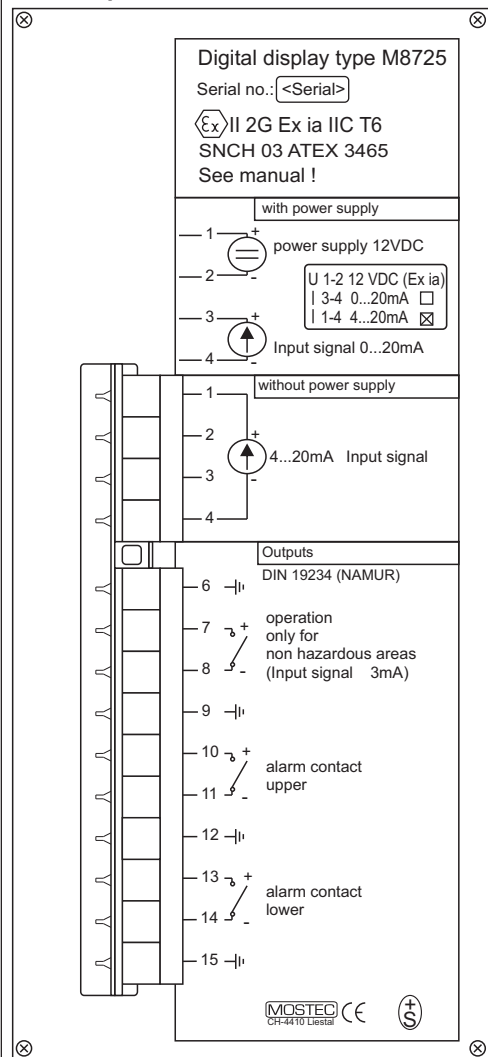 Digital display type M8725
Serial no.: <Serial>
Ex II 2G Ex ia IIC T6
SNCH 03 ATEX 3465
See manual !
with power supply
1 +
power supply 12VDC
2 -
U 1-2 12 VDC (Ex ia)
I 3-4 0...20mA ☐
I 1-4 4...20mA ☒
3 +
4 -
Input signal 0...20mA
without power supply
1
2 +
4...20mA Input signal
3 -
4
Outputs
DIN 19234 (NAMUR)
6
operation
7 +
only for
non hazardous areas
8 -
(Input signal 3mA)
9
10 +
alarm contact
upper
11 -
12
13 +
alarm contact
lower
14 -
15
MOSTEC CE +S
CH-4410 Liestal